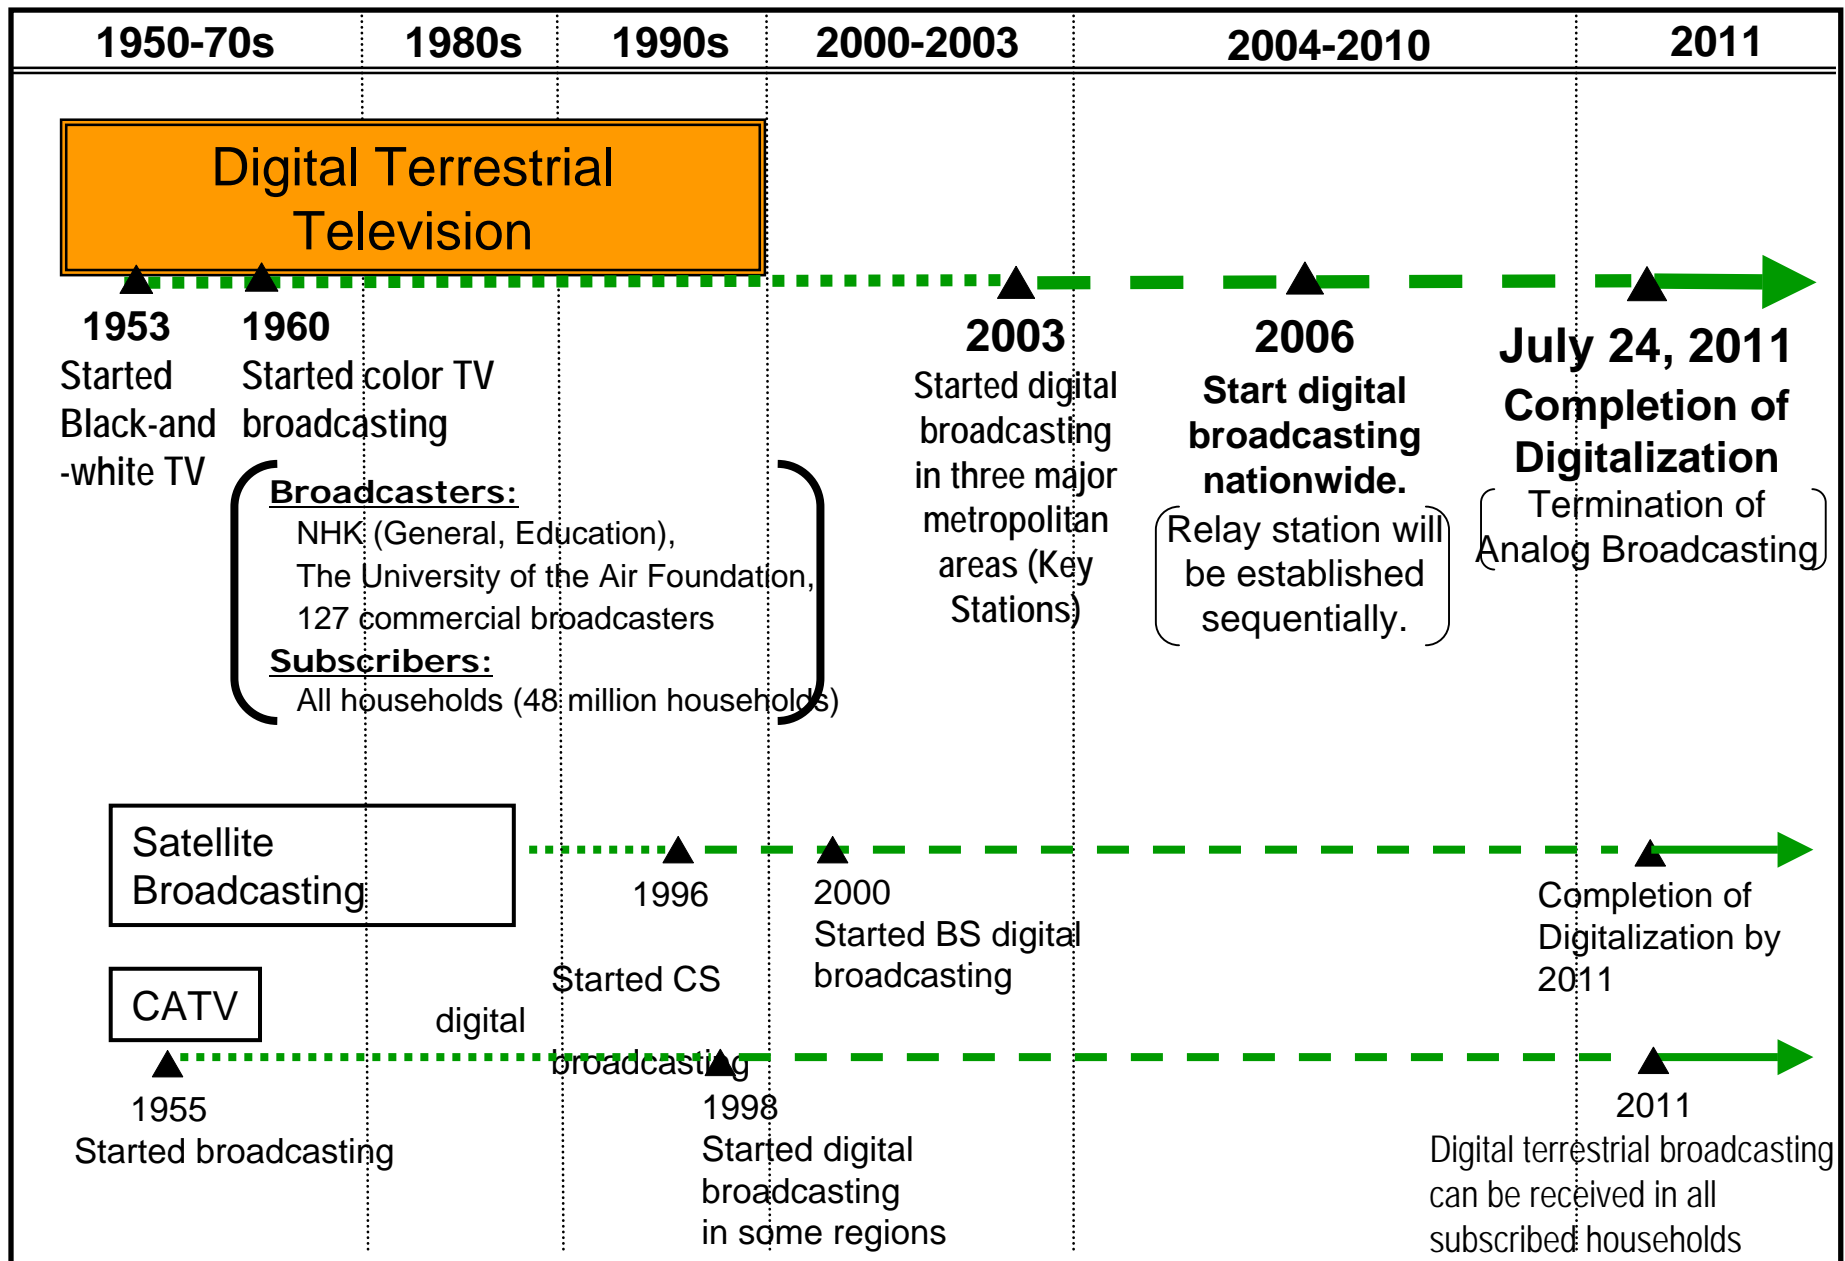 1950-70s 1980s 1990s 2000-2003 2004-2010 2011
Digital Terrestrial
Television
1953
Started
Black-and
-white TV
1960
Started color TV
broadcasting
Broadcasters:
NHK (General, Education),
The University of the Air Foundation,
127 commercial broadcasters
Subscribers:
All households (48 million households)
2003
Started digital
broadcasting
in three major
metropolitan
areas (Key
Stations)
2006
Start digital
broadcasting
nationwide.
Relay station will
be established
sequentially.
July 24, 2011
Completion of
Digitalization
Termination of
Analog Broadcasting
Satellite
Broadcasting
1996
Started CS
digital
broadcasting
2000
Started BS digital
broadcasting
Completion of
Digitalization by
2011
CATV
1955
Started broadcasting
1998
Started digital
broadcasting
in some regions
2011
Digital terrestrial broadcasting
can be received in all
subscribed households